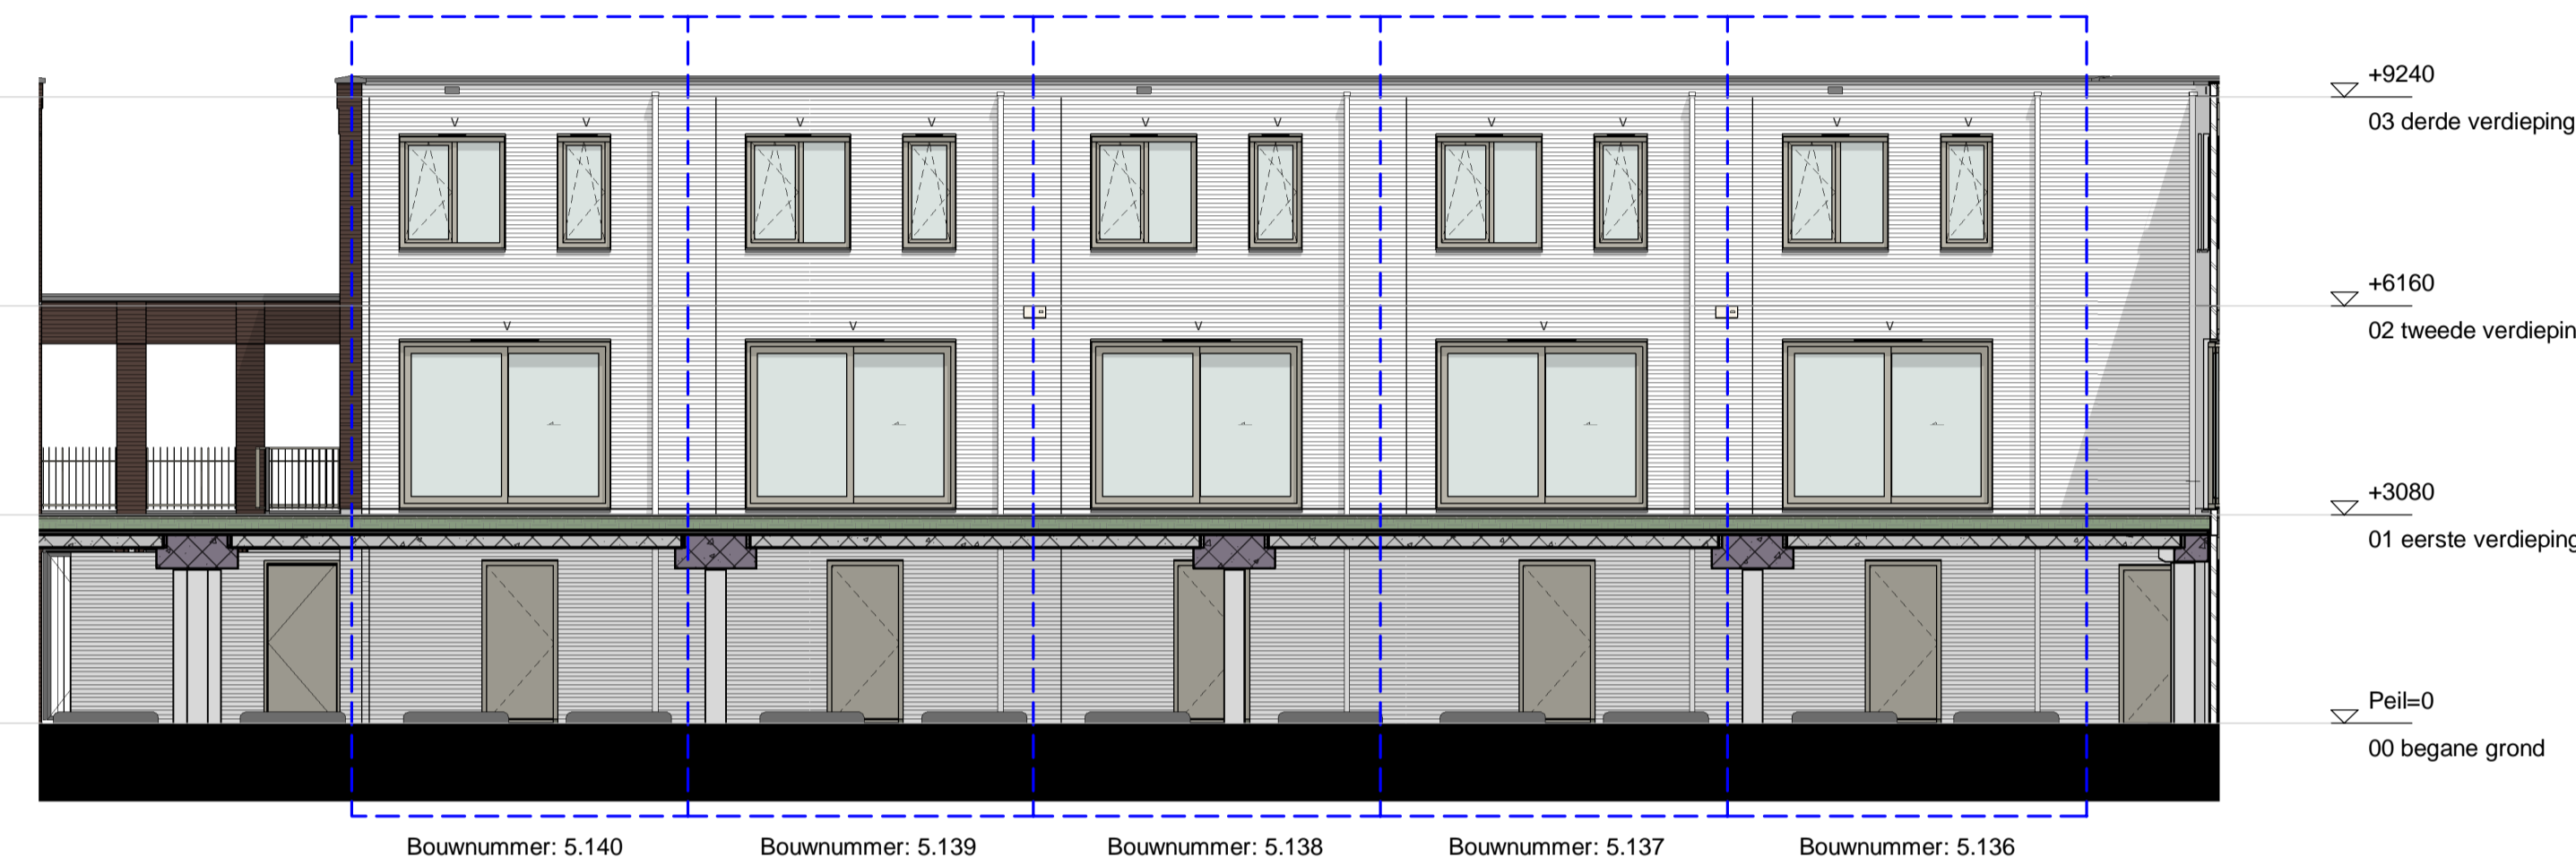 +9240
03 derde verdieping
V V V V V V V V V V
+6160
02 tweede verdiepin
V V V V V
+3080
01 eerste verdieping
Peil=0
00 begane grond
Bouwnummer: 5.140 Bouwnummer: 5.139 Bouwnummer: 5.138 Bouwnummer: 5.137 Bouwnummer: 5.136